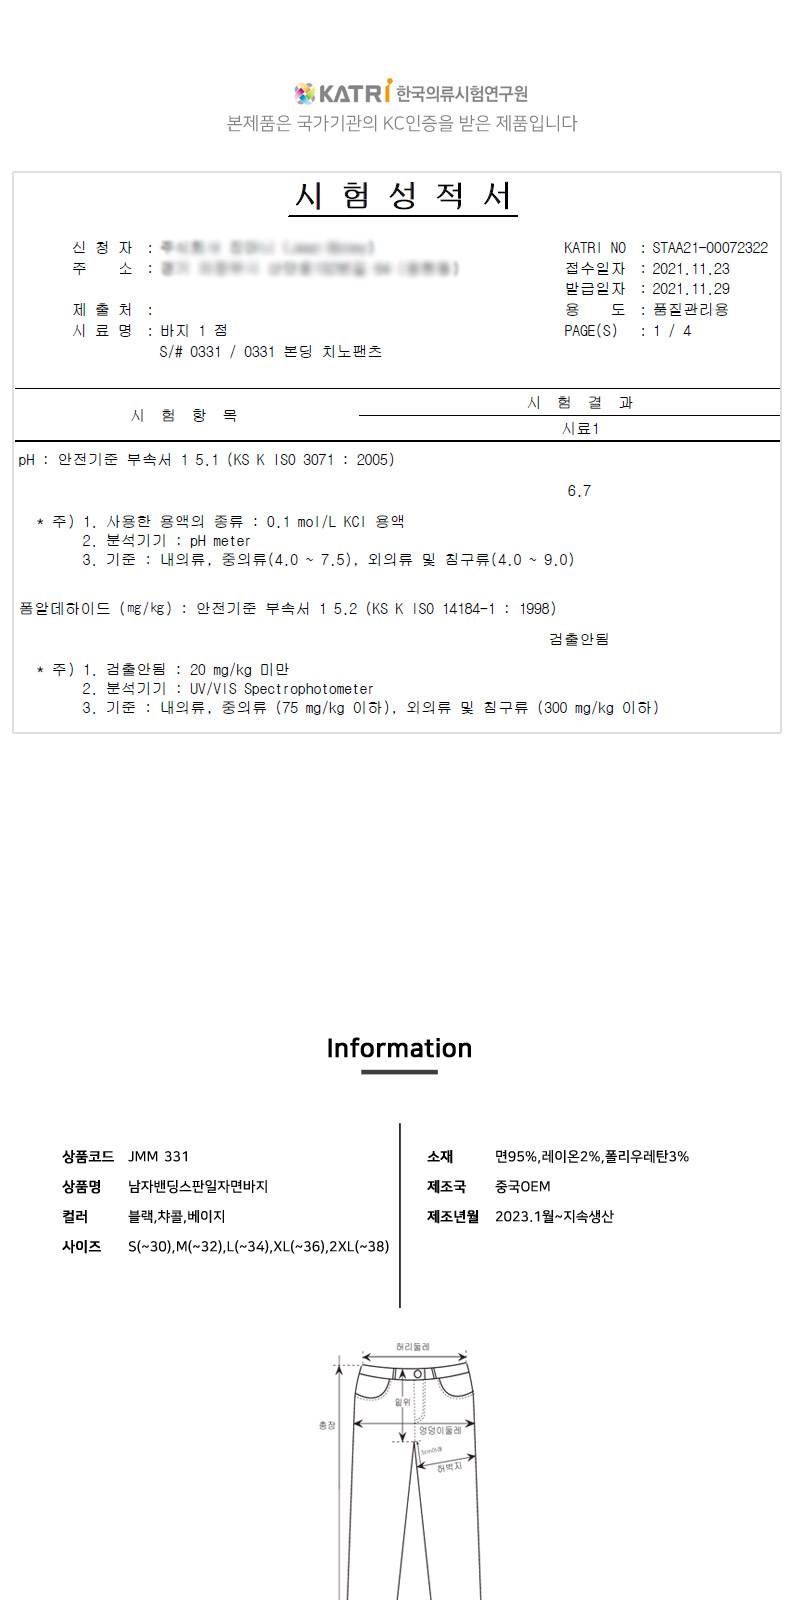 KATRi 한국의류시험연구원
본제품은 국가기관의 KC인증을 받은 제품입니다
시 험 성 적 서
신 청 자 :
주 소 :
제 출 처 :
시 료 명 : 바지 1 점
S/# 0331 / 0331 본딩 치노팬츠
KATRI NO : STAA21-00072322
접수일자 : 2021.11.23
발급일자 : 2021.11.29
용 도 : 품질관리용
PAGE(S) : 1 / 4
시 험 항 목
시 험 결 과
시료1
pH : 안전기준 부속서 1 5.1 (KS K ISO 3071 : 2005)
6.7
* 주) 1. 사용한 용액의 종류 : 0.1 mol/L KCl 용액
2. 분석기기 : pH meter
3. 기준 : 내의류, 중의류(4.0 ~ 7.5), 외의류 및 침구류(4.0 ~ 9.0)
폼알데하이드 (mg/kg) : 안전기준 부속서 1 5.2 (KS K ISO 14184-1 : 1998)
검출안됨
* 주) 1. 검출안됨 : 20 mg/kg 미만
2. 분석기기 : UV/VIS Spectrophotometer
3. 기준 : 내의류, 중의류 (75 mg/kg 이하), 외의류 및 침구류 (300 mg/kg 이하)
Information
상품코드 JMM 331
상품명 남자밴딩스판일자면바지
컬러 블랙,챠콜,베이지
사이즈 S(~30),M(~32),L(~34),XL(~36),2XL(~38)
소재 면95%,레이온2%,폴리우레탄3%
제조국 중국OEM
제조년월 2023.1월~지속생산
허리둘레
밑위
총장
엉덩이둘레
허벅지